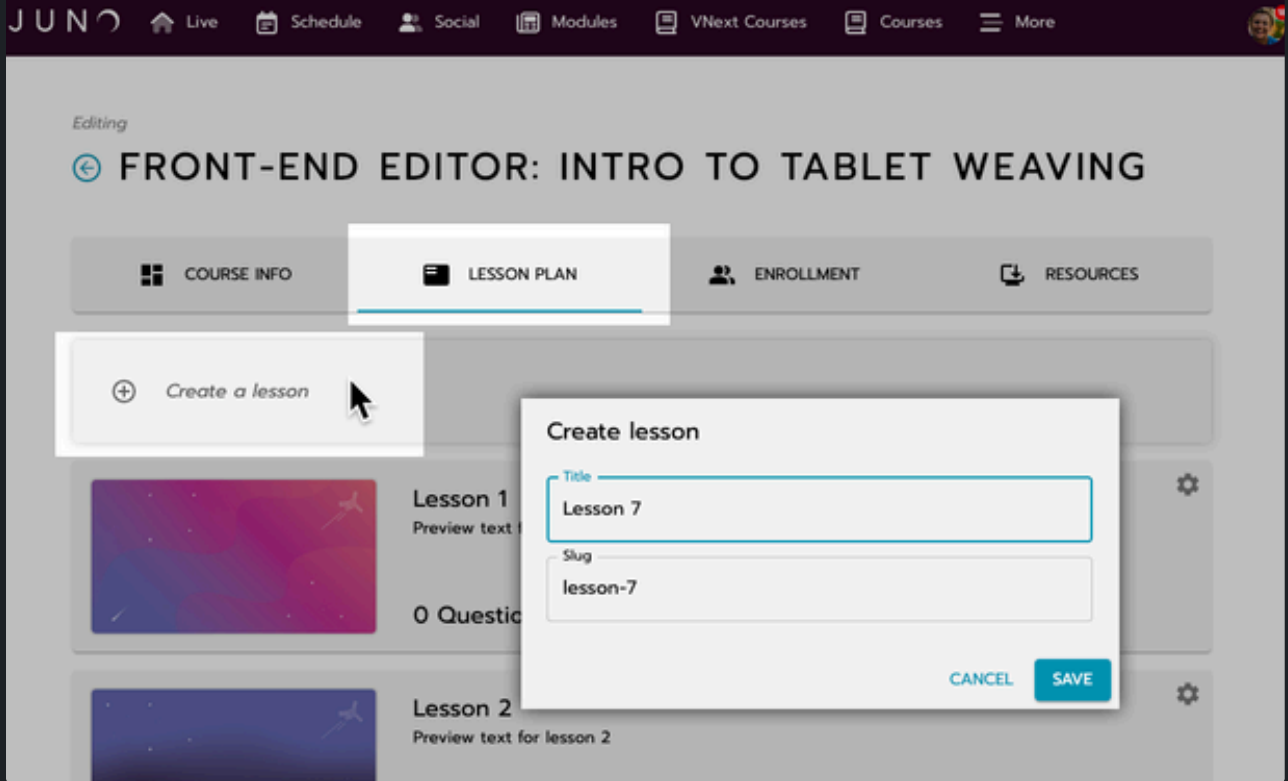 JUNO Live Schedule Social Modules VNext Courses Courses More
Editing
FRONT-END EDITOR: INTRO TO TABLET WEAVING
COURSE INFO LESSON PLAN ENROLLMENT RESOURCES
Create a lesson
Create lesson
Title
Lesson 7
Slug
lesson-7
CANCEL SAVE
Lesson 1
Preview text
0
Lesson 2
Preview text for lesson 2